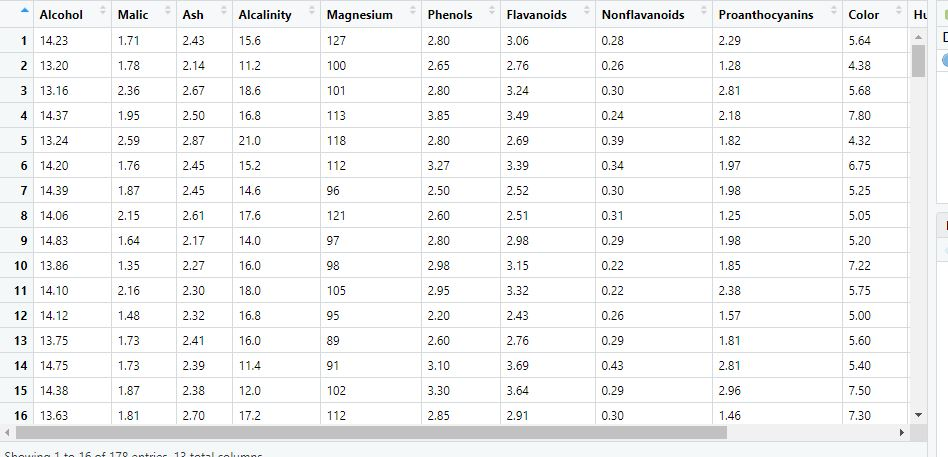 Alcohol Malic Ash Alcalinity Magnesium Phenols Flavanoids Nonflavanoids Proanthocyanins Color Hu
1 14.23 1.71 2.43 15.6 127 2.80 3.06 0.28 2.29 5.64
2 13.20 1.78 2.14 11.2 100 2.65 2.76 0.26 1.28 4.38
3 13.16 2.36 2.67 18.6 101 2.80 3.24 0.30 2.81 5.68
4 14.37 1.95 2.50 16.8 113 3.85 3.49 0.24 2.18 7.80
5 13.24 2.59 2.87 21.0 118 2.80 2.69 0.39 1.82 4.32
6 14.20 1.76 2.45 15.2 112 3.27 3.39 0.34 1.97 6.75
7 14.39 1.87 2.45 14.6 96 2.50 2.52 0.30 1.98 5.25
8 14.06 2.15 2.61 17.6 121 2.60 2.51 0.31 1.25 5.05
9 14.83 1.64 2.17 14.0 97 2.80 2.98 0.29 1.98 5.20
10 13.86 1.35 2.27 16.0 98 2.98 3.15 0.22 1.85 7.22
11 14.10 2.16 2.30 18.0 105 2.95 3.32 0.22 2.38 5.75
12 14.12 1.48 2.32 16.8 95 2.20 2.43 0.26 1.57 5.00
13 13.75 1.73 2.41 16.0 89 2.60 2.76 0.29 1.81 5.60
14 14.75 1.73 2.39 11.4 91 3.10 3.69 0.43 2.81 5.40
15 14.38 1.87 2.38 12.0 102 3.30 3.64 0.29 2.96 7.50
16 13.63 1.81 2.70 17.2 112 2.85 2.91 0.30 1.46 7.30
Showing 1 to 16 of 178 entries, 13 total columns